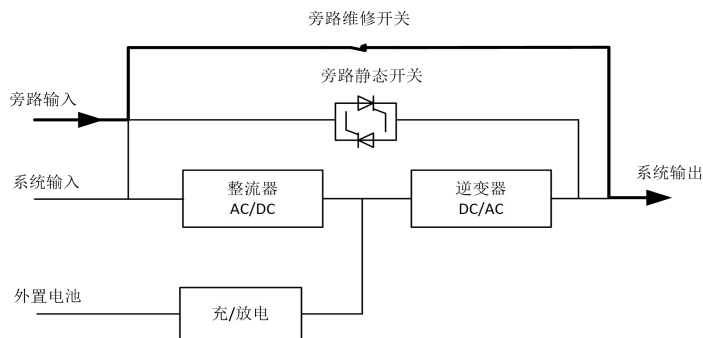 旁路维修开关
旁路静态开关
旁路输入
系统输入
整流器
AC/DC
逆变器
DC/AC
系统输出
外置电池
充/放电